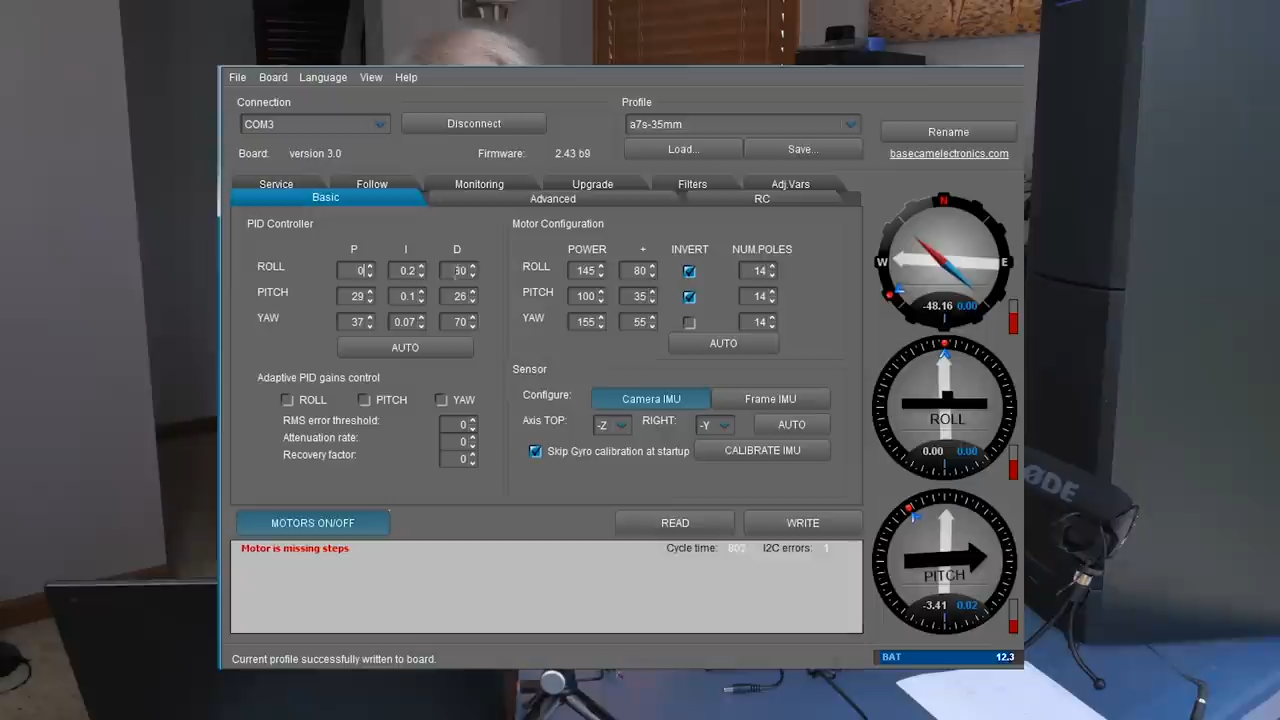 File Board Language View Help
Connection
Profile
COM3
Disconnect
a7s-35mm
Rename
Board: version 3.0
Firmware: 2.43 b9
Load...
Save...
basecamelectronics.com
Service Follow Monitoring Upgrade Filters Adj.Vars
Basic Advanced RC
PID Controller
P I D
ROLL 0 0.2 30
PITCH 29 0.1 26
YAW 37 0.07 70
AUTO
Adaptive PID gains control
ROLL PITCH YAW
RMS error threshold: 0
Attenuation rate: 0
Recovery factor: 0
Motor Configuration
POWER + INVERT NUM.POLES
ROLL 145 80 14
PITCH 100 35 14
YAW 155 55 14
AUTO
Sensor
Configure: Camera IMU Frame IMU
Axis TOP: -Z RIGHT: -Y AUTO
Skip Gyro calibration at startup CALIBRATE IMU
MOTORS ON/OFF
READ
WRITE
Motor is missing steps
Cycle time: 802 I2C errors: 1
Current profile successfully written to board.
N
W E
-48.16 0.00
ROLL
0.00 0.00
PITCH
-3.41 0.02
BAT 12.3
RØDE